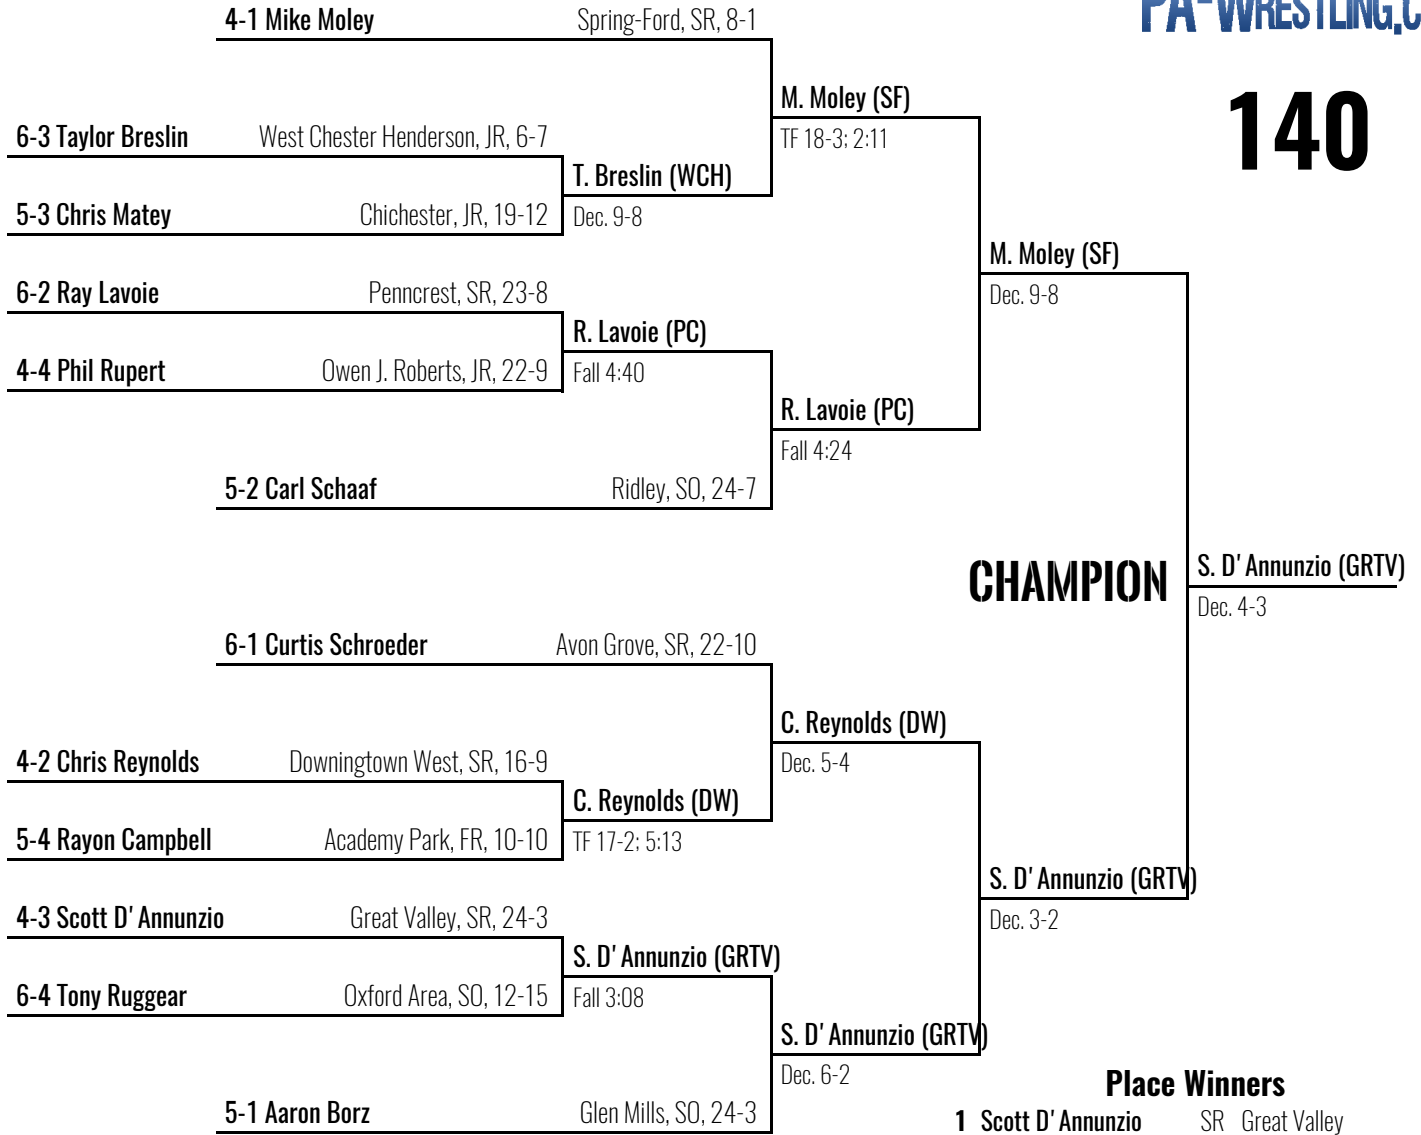 4-1 Mike Moley Spring-Ford, SR, 8-1
PA-WRESTLING.C
M. Moley (SF)
140
6-3 Taylor Breslin West Chester Henderson, JR, 6-7
TF 18-3; 2:11
T. Breslin (WCH)
5-3 Chris Matey Chichester, JR, 19-12
Dec. 9-8
M. Moley (SF)
6-2 Ray Lavoie Penncrest, SR, 23-8
Dec. 9-8
R. Lavoie (PC)
4-4 Phil Rupert Owen J. Roberts, JR, 22-9
Fall 4:40
R. Lavoie (PC)
Fall 4:24
5-2 Carl Schaaf Ridley, SO, 24-7
S. D'Annunzio (GRTV)
CHAMPION
Dec. 4-3
6-1 Curtis Schroeder Avon Grove, SR, 22-10
C. Reynolds (DW)
4-2 Chris Reynolds Downingtown West, SR, 16-9
Dec. 5-4
C. Reynolds (DW)
5-4 Rayon Campbell Academy Park, FR, 10-10
TF 17-2; 5:13
S. D'Annunzio (GRTV)
4-3 Scott D'Annunzio Great Valley, SR, 24-3
Dec. 3-2
S. D'Annunzio (GRTV)
6-4 Tony Ruggear Oxford Area, SO, 12-15
Fall 3:08
S. D'Annunzio (GRTV)
Dec. 6-2
Place Winners
5-1 Aaron Borz Glen Mills, SO, 24-3
1 Scott D'Annunzio SR Great Valley